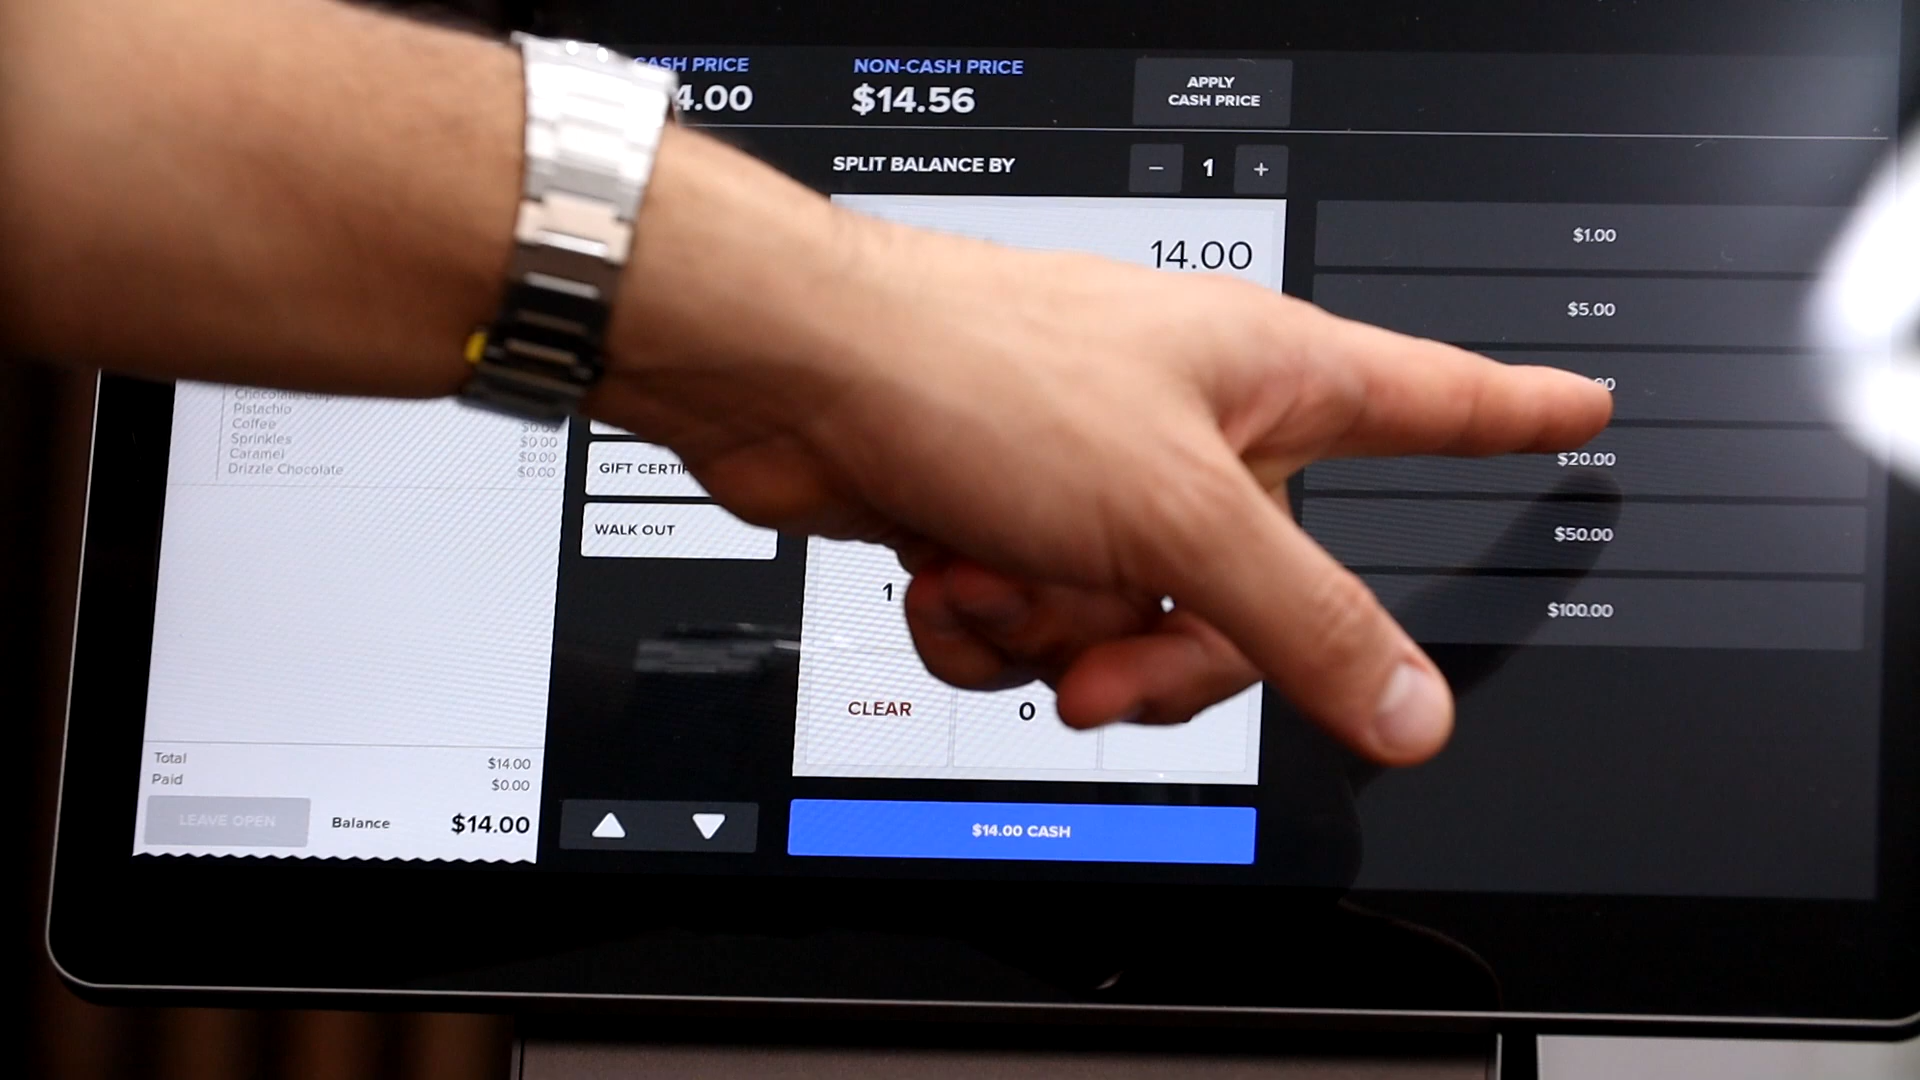 CASH PRICE
4.00
NON-CASH PRICE
$14.56
APPLY
CASH PRICE
SPLIT BALANCE BY
− 1 +
14.00
$1.00
$5.00
$20.00
$50.00
$100.00
Chocolate Chip
Pistachio
Coffee $0.00
Sprinkles $0.00
Caramel $0.00
Drizzle Chocolate $0.00
GIFT
WALK OUT
1
CLEAR
0
Total $14.00
Paid $0.00
LEAVE OPEN
Balance $14.00
$14.00 CASH